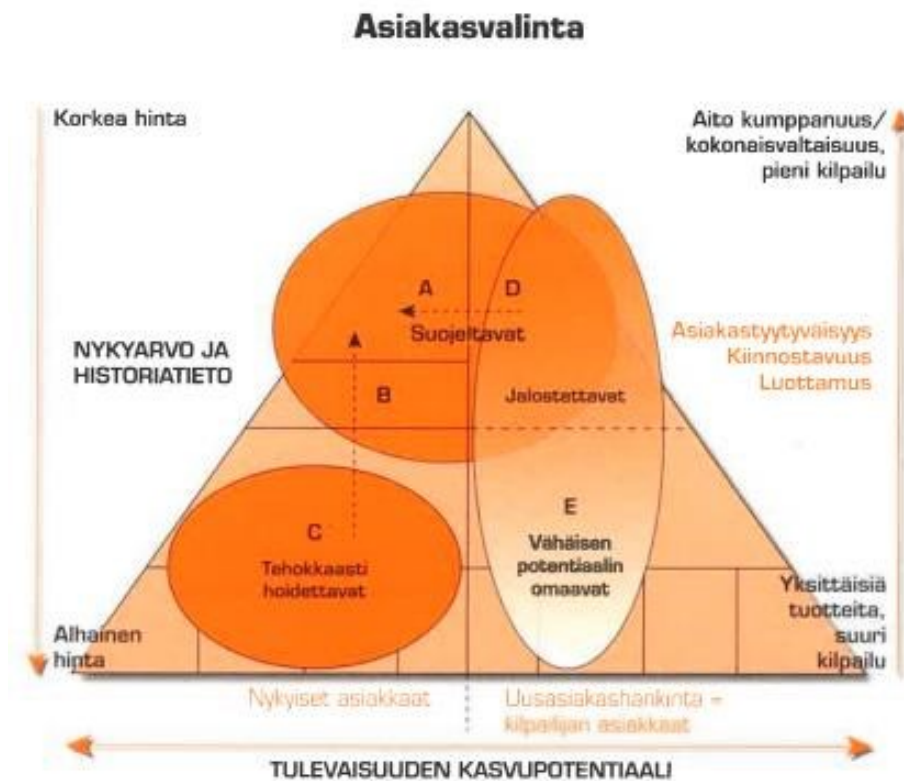 Asiakasvalinta
Korkea hinta
Aito kumppanuus/
kokonaisvaltaisuus,
pieni kilpailu
A
D
Suojeltavat
NYKYARVO JA
HISTORIATIETO
Asiakastyytyväisyys
Kiinnostavuus
Luottamus
B
Jalostettavat
C
Tehokkaasti
hoidettavat
E
Vähäisen
potentiaalin
omaavat
Alhainen
hinta
Yksittäisiä
tuotteita,
suuri
kilpailu
Nykyiset asiakkaat
Uusasiakashankinta =
kilpailijan asiakkaat
TULEVAISUUDEN KASVUPOTENTIAALI